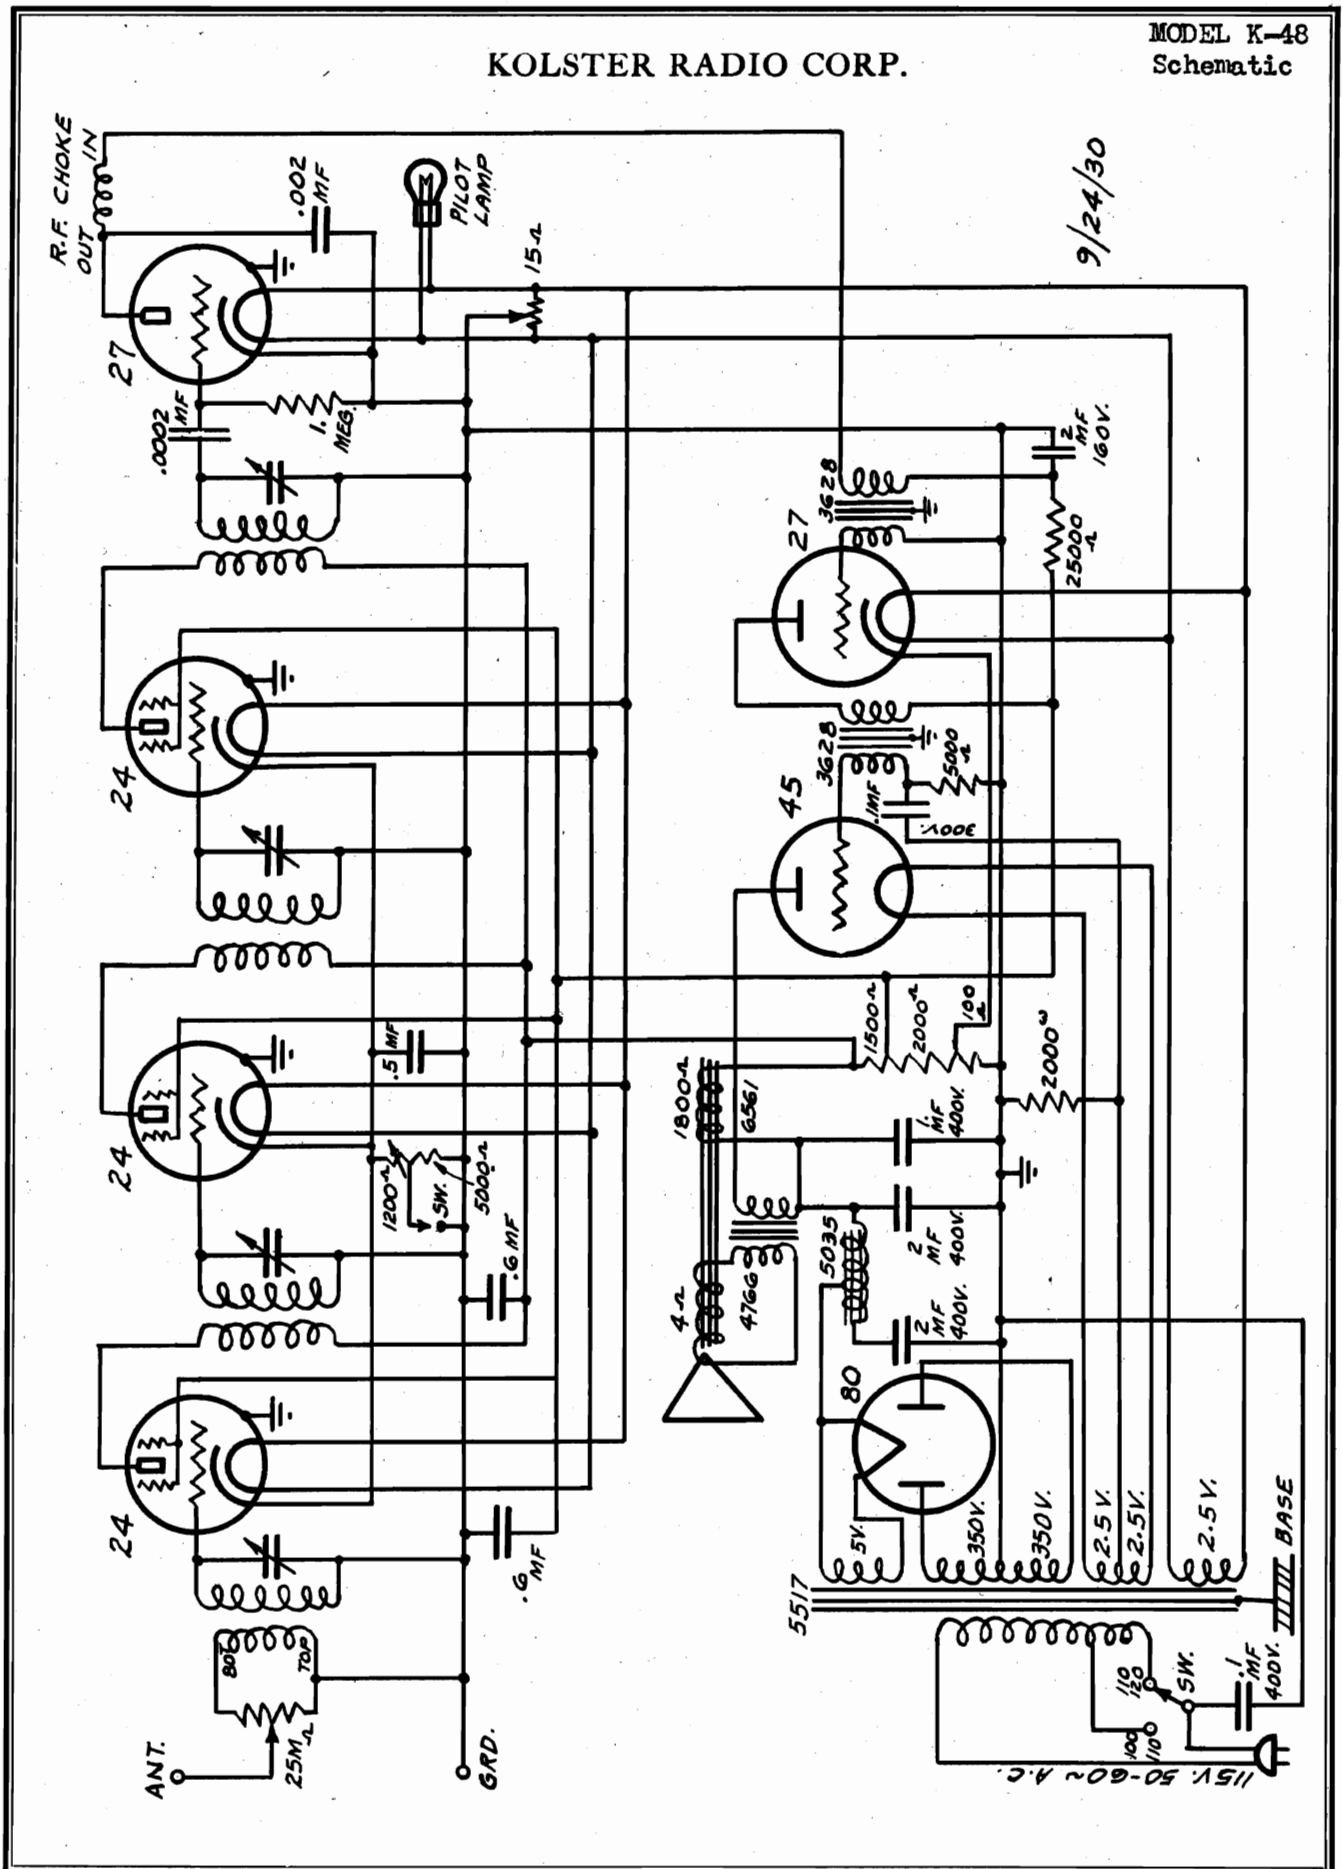 KOLSTER RADIO CORP.
MODEL K-48
Schematic
9/24/30
R.F. CHOKE
IN
OUT
.002
MF
PILOT
LAMP
15Ω
27
.0002
MF
1.
MEG.
24
24
.5 MF
1200Ω
SW.
5000Ω
.6 MF
24
.6
MF
BOT
TOP
25MΩ
ANT.
GRD.
3628
27
2
MF
160V.
25000
Ω
3628
45
5000
Ω
.1MF
300V.
1500Ω
2000Ω
100
Ω
2000ω
1800Ω
6561
1.
MF
400V.
2
MF
400V.
5035
4Ω
4766
2
MF
400V.
80
5V.
350V.
350V.
2.5V.
2.5V.
2.5V.
BASE
5517
110
120
SW.
.1
MF
400V.
100
110
115V. 50-60~ A.C.